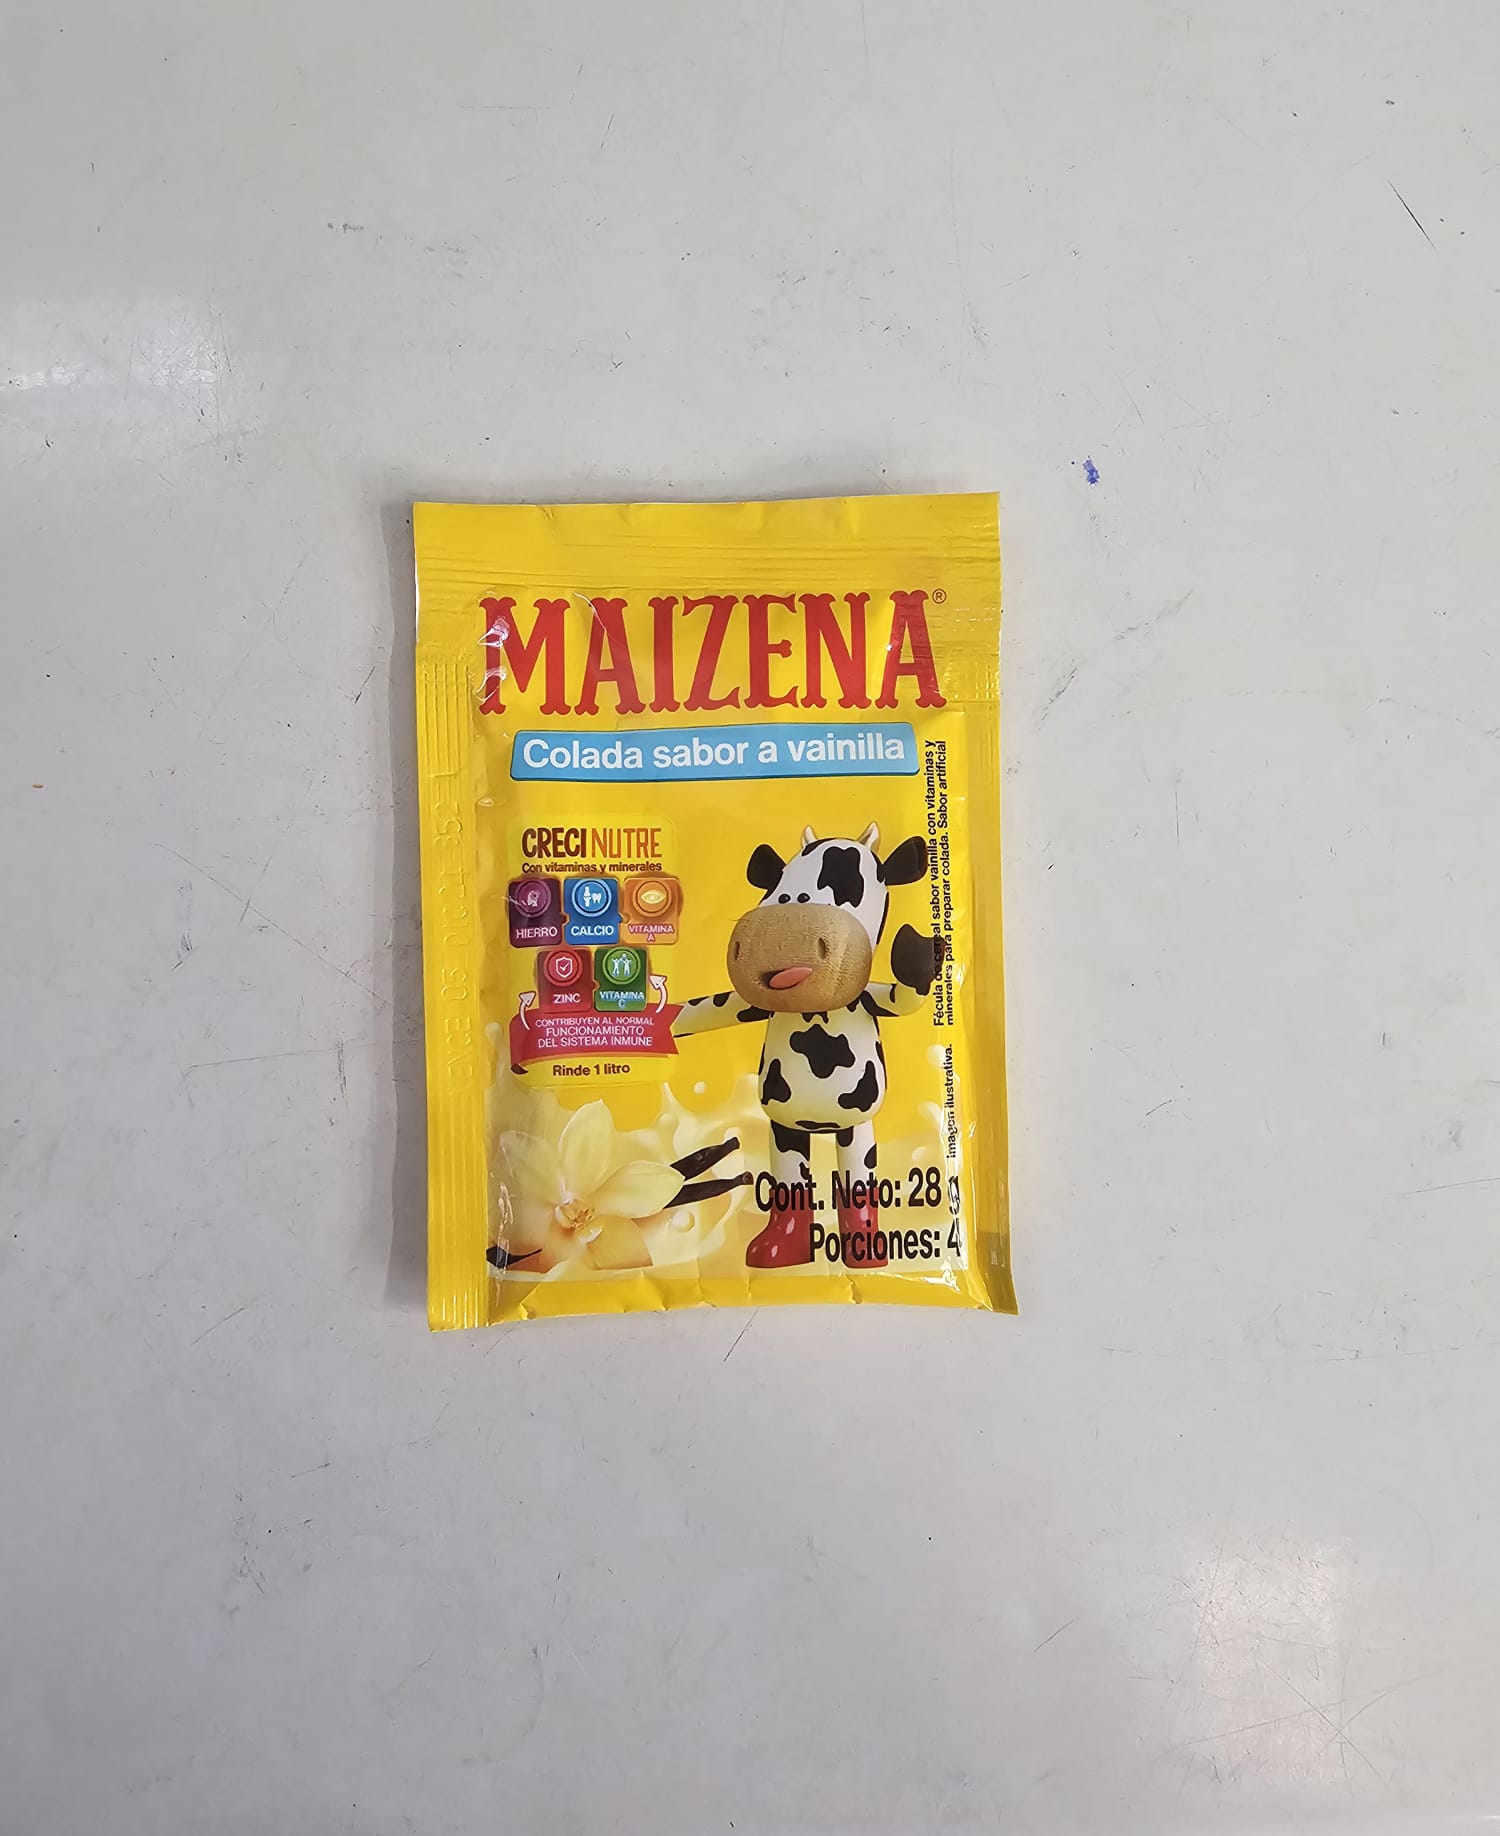 MAIZENA®
Colada sabor a vainilla
CRECINUTRE
Con vitaminas y minerales
HIERRO
CALCIO
VITAMINA
A
ZINC
VITAMINA
C
CONTRIBUYEN AL NORMAL
FUNCIONAMIENTO
DEL SISTEMA INMUNE
Rinde 1 litro
Fécula de cereal sabor vainilla con vitaminas y
minerales para preparar colada. Sabor artificial
Imagen ilustrativa.
Cont. Neto: 28 g
Porciones: 4